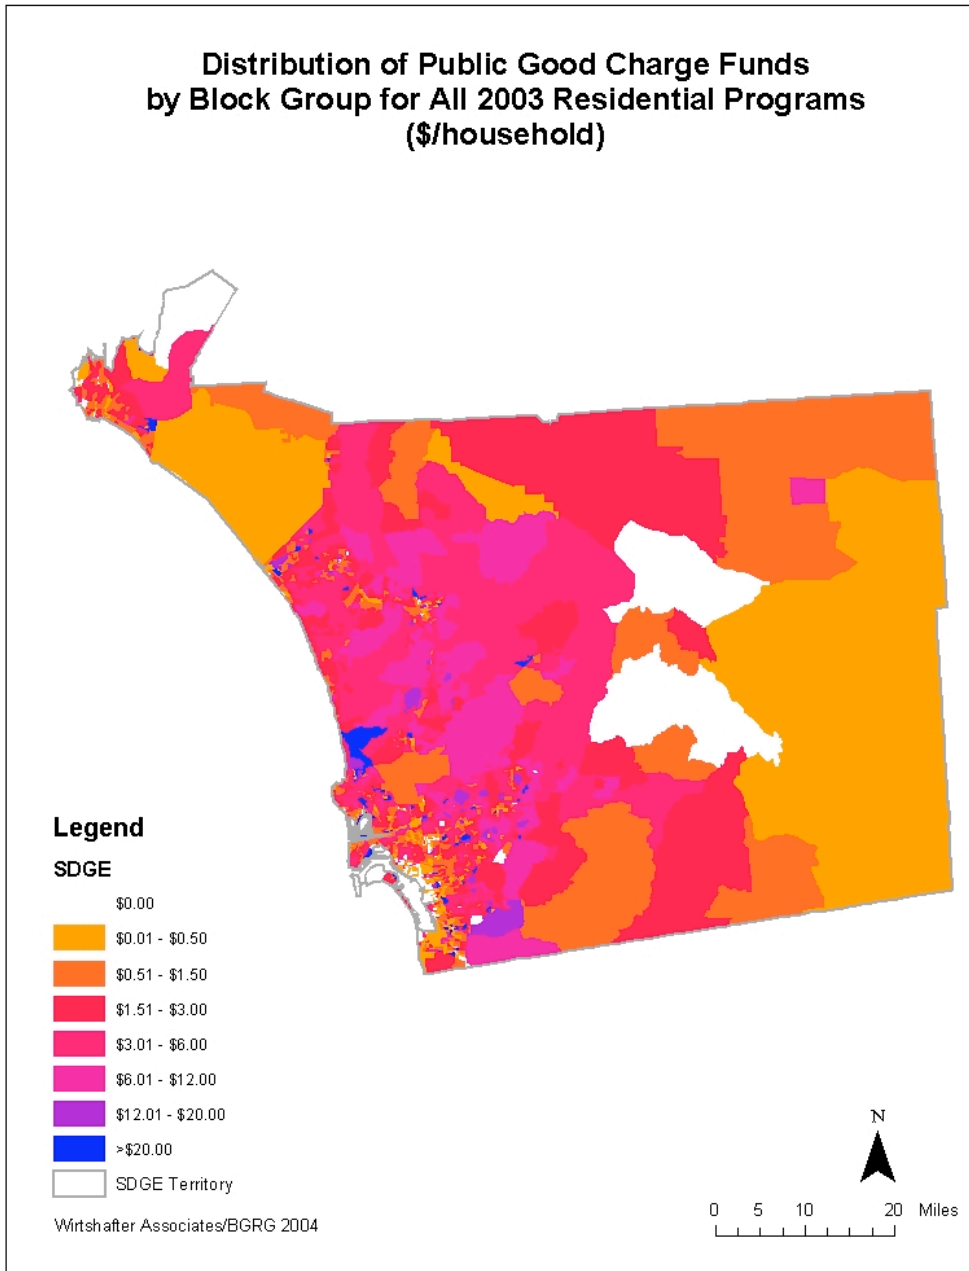 Distribution of Public Good Charge Funds
by Block Group for All 2003 Residential Programs
($/household)
Legend
SDGE
$0.00
$0.01 - $0.50
$0.51 - $1.50
$1.51 - $3.00
$3.01 - $6.00
$6.01 - $12.00
$12.01 - $20.00
>$20.00
SDGE Territory
Wirtshafter Associates/BGRG 2004
N
0 5 10 20 Miles